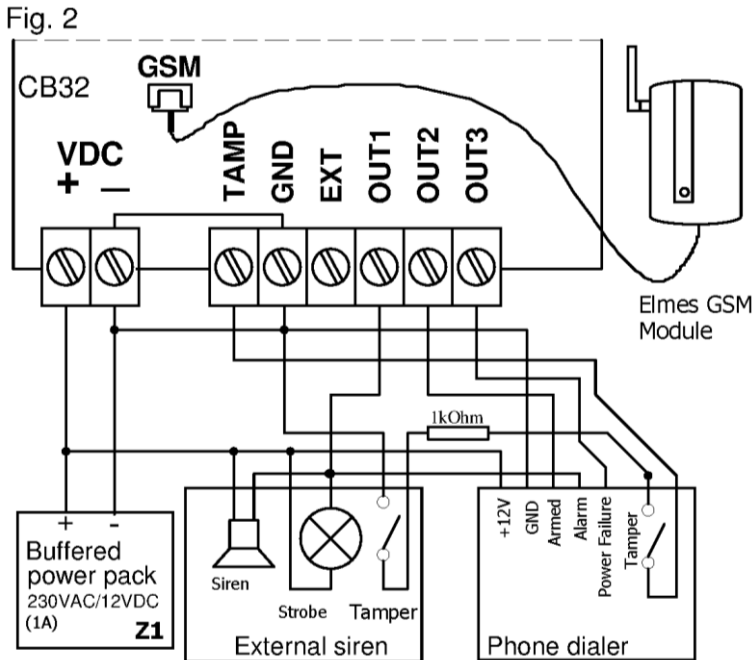 Fig. 2
CB32
GSM
VDC
+ —
TAMP
GND
EXT
OUT1
OUT2
OUT3
Elmes GSM
Module
1kOhm
+ -
Buffered
power pack
230VAC/12VDC
(1A)
Z1
Siren
Strobe
Tamper
External siren
+12V
GND
Armed
Alarm
Power Failure
Tamper
Phone dialer